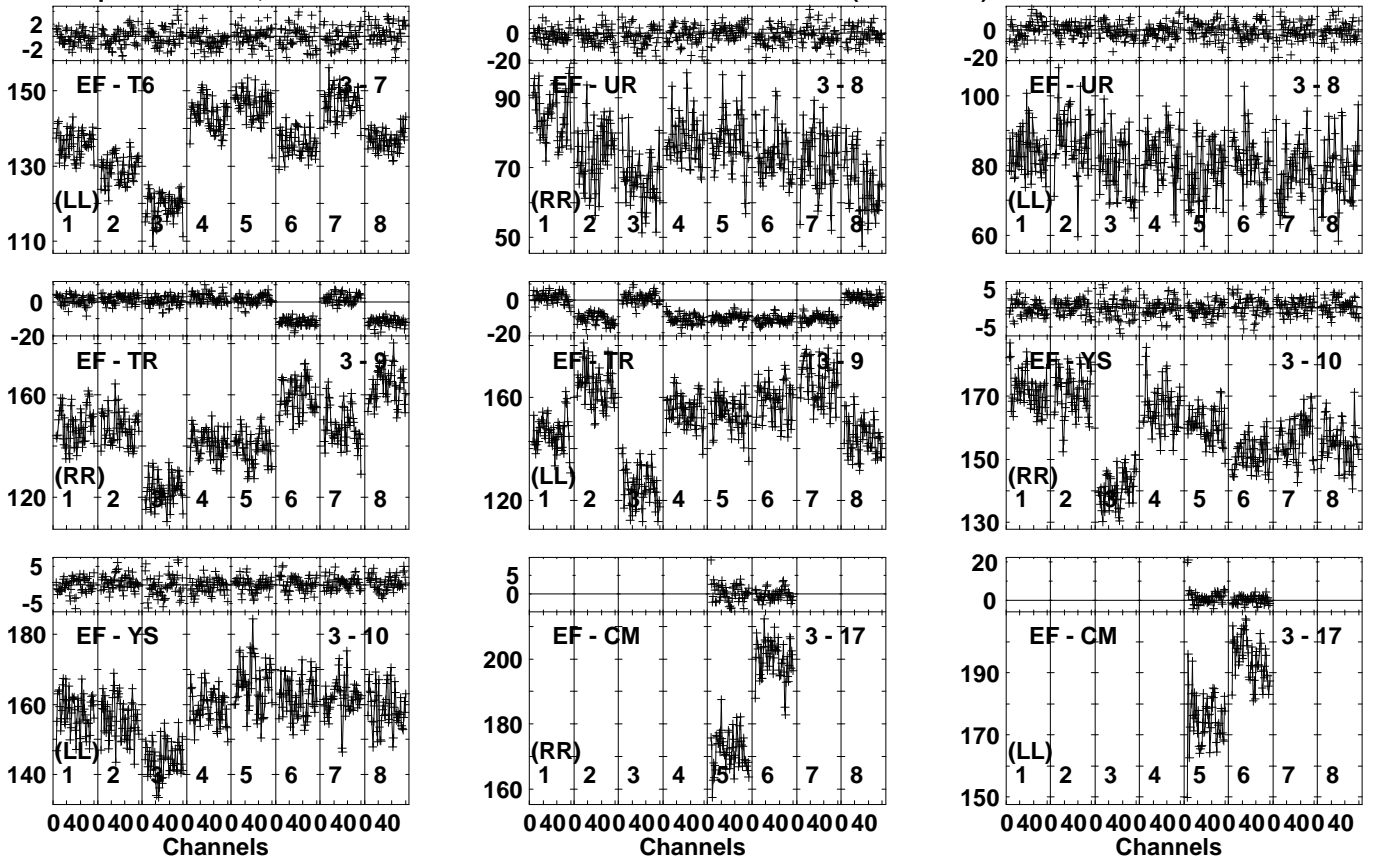 2
-2
EF - T6 3 - 7
150
130
110
(LL)
1 2 3 4 5 6 7 8
0
-20
EF - UR 3 - 8
90
70
50
(RR)
1 2 3 4 5 6 7 8
0
-20
EF - UR 3 - 8
100
80
60
(LL)
1 2 3 4 5 6 7 8
0
-20
EF - TR 3 - 9
160
120
(RR)
1 2 3 4 5 6 7 8
0
-20
EF - TR 3 - 9
160
120
(LL)
1 2 3 4 5 6 7 8
5
-5
EF - YS 3 - 10
170
150
130
(RR)
1 2 3 4 5 6 7 8
5
-5
EF - YS 3 - 10
180
160
140
(LL)
1 2 3 4 5 6 7 8
0 40 0 40 0 40 0 40 0 40 0 40 0 40 0 40
Channels
5
0
EF - CM 3 - 17
200
180
160
(RR)
1 2 3 4 5 6 7 8
0 40 0 40 0 40 0 40 0 40 0 40 0 40 0 40
Channels
20
0
EF - CM 3 - 17
190
170
150
(LL)
1 2 3 4 5 6 7 8
0 40 0 40 0 40 0 40 0 40 0 40 0 40 0 40
Channels